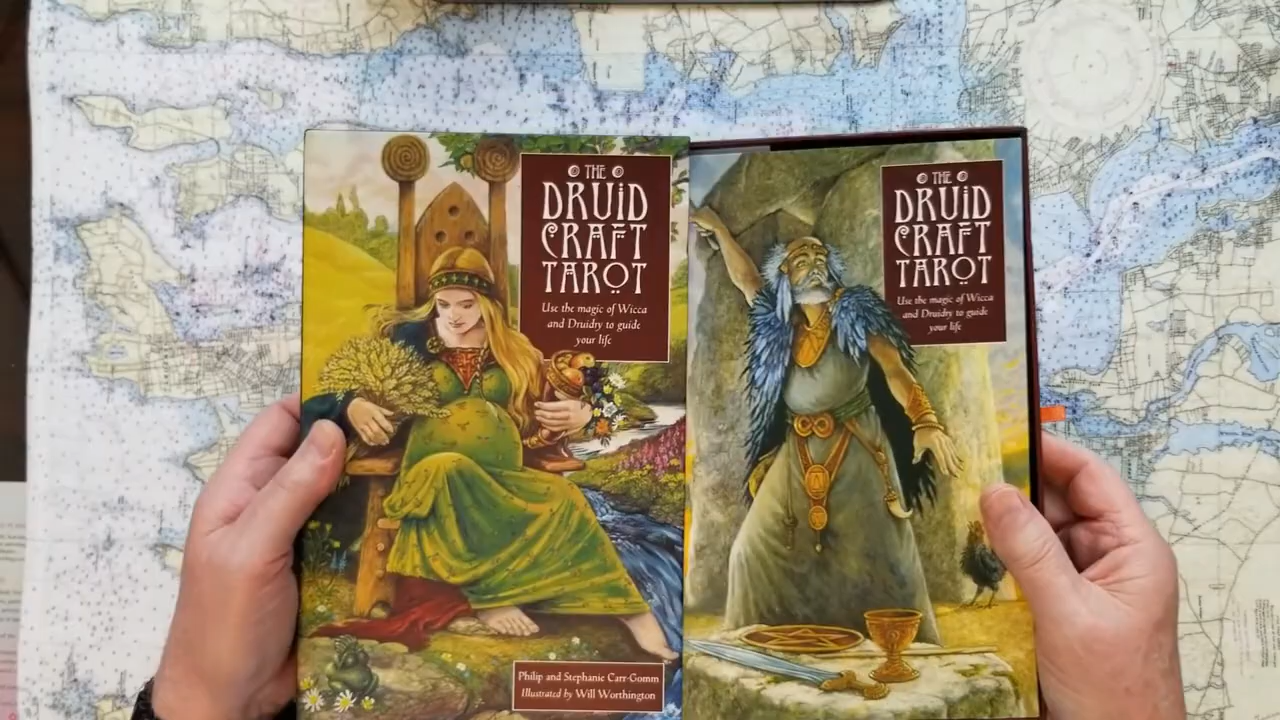 THE
DRUID
CRAFT
TAROT
Use the magic of Wicca
and Druidry to guide
your life
Philip and Stephanie Carr-Gomm
Illustrated by Will Worthington
THE
DRUID
CRAFT
TAROT
Use the magic of Wicca
and Druidry to guide
your life